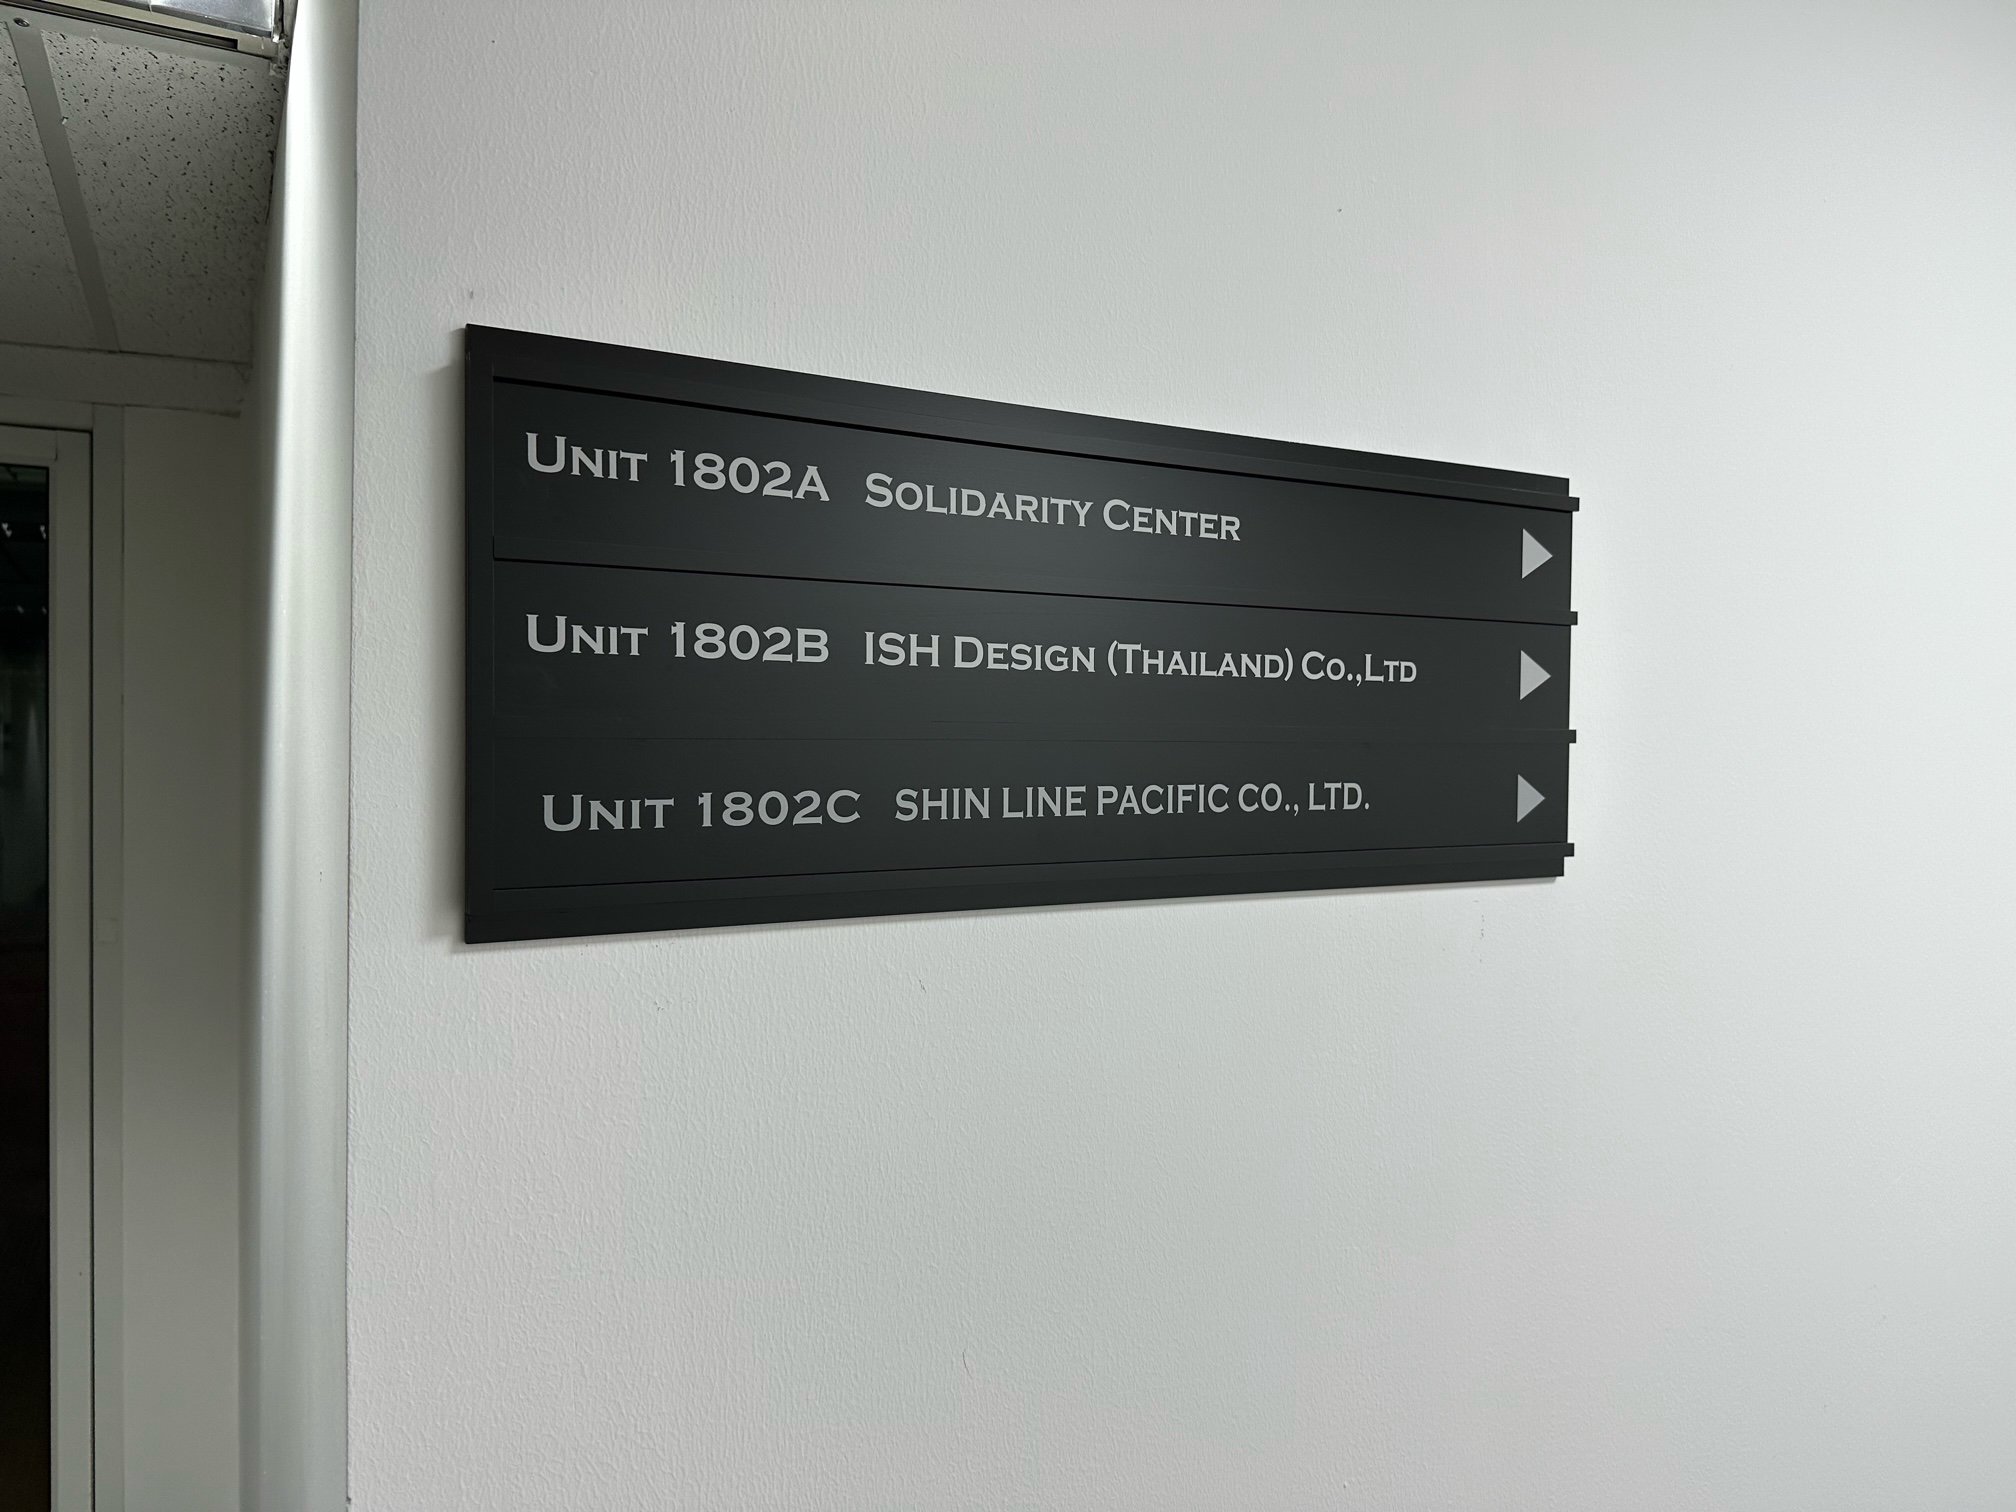 UNIT 1802A SOLIDARITY CENTER
UNIT 1802B ISH DESIGN (THAILAND) CO.,LTD
UNIT 1802C SHIN LINE PACIFIC CO., LTD.